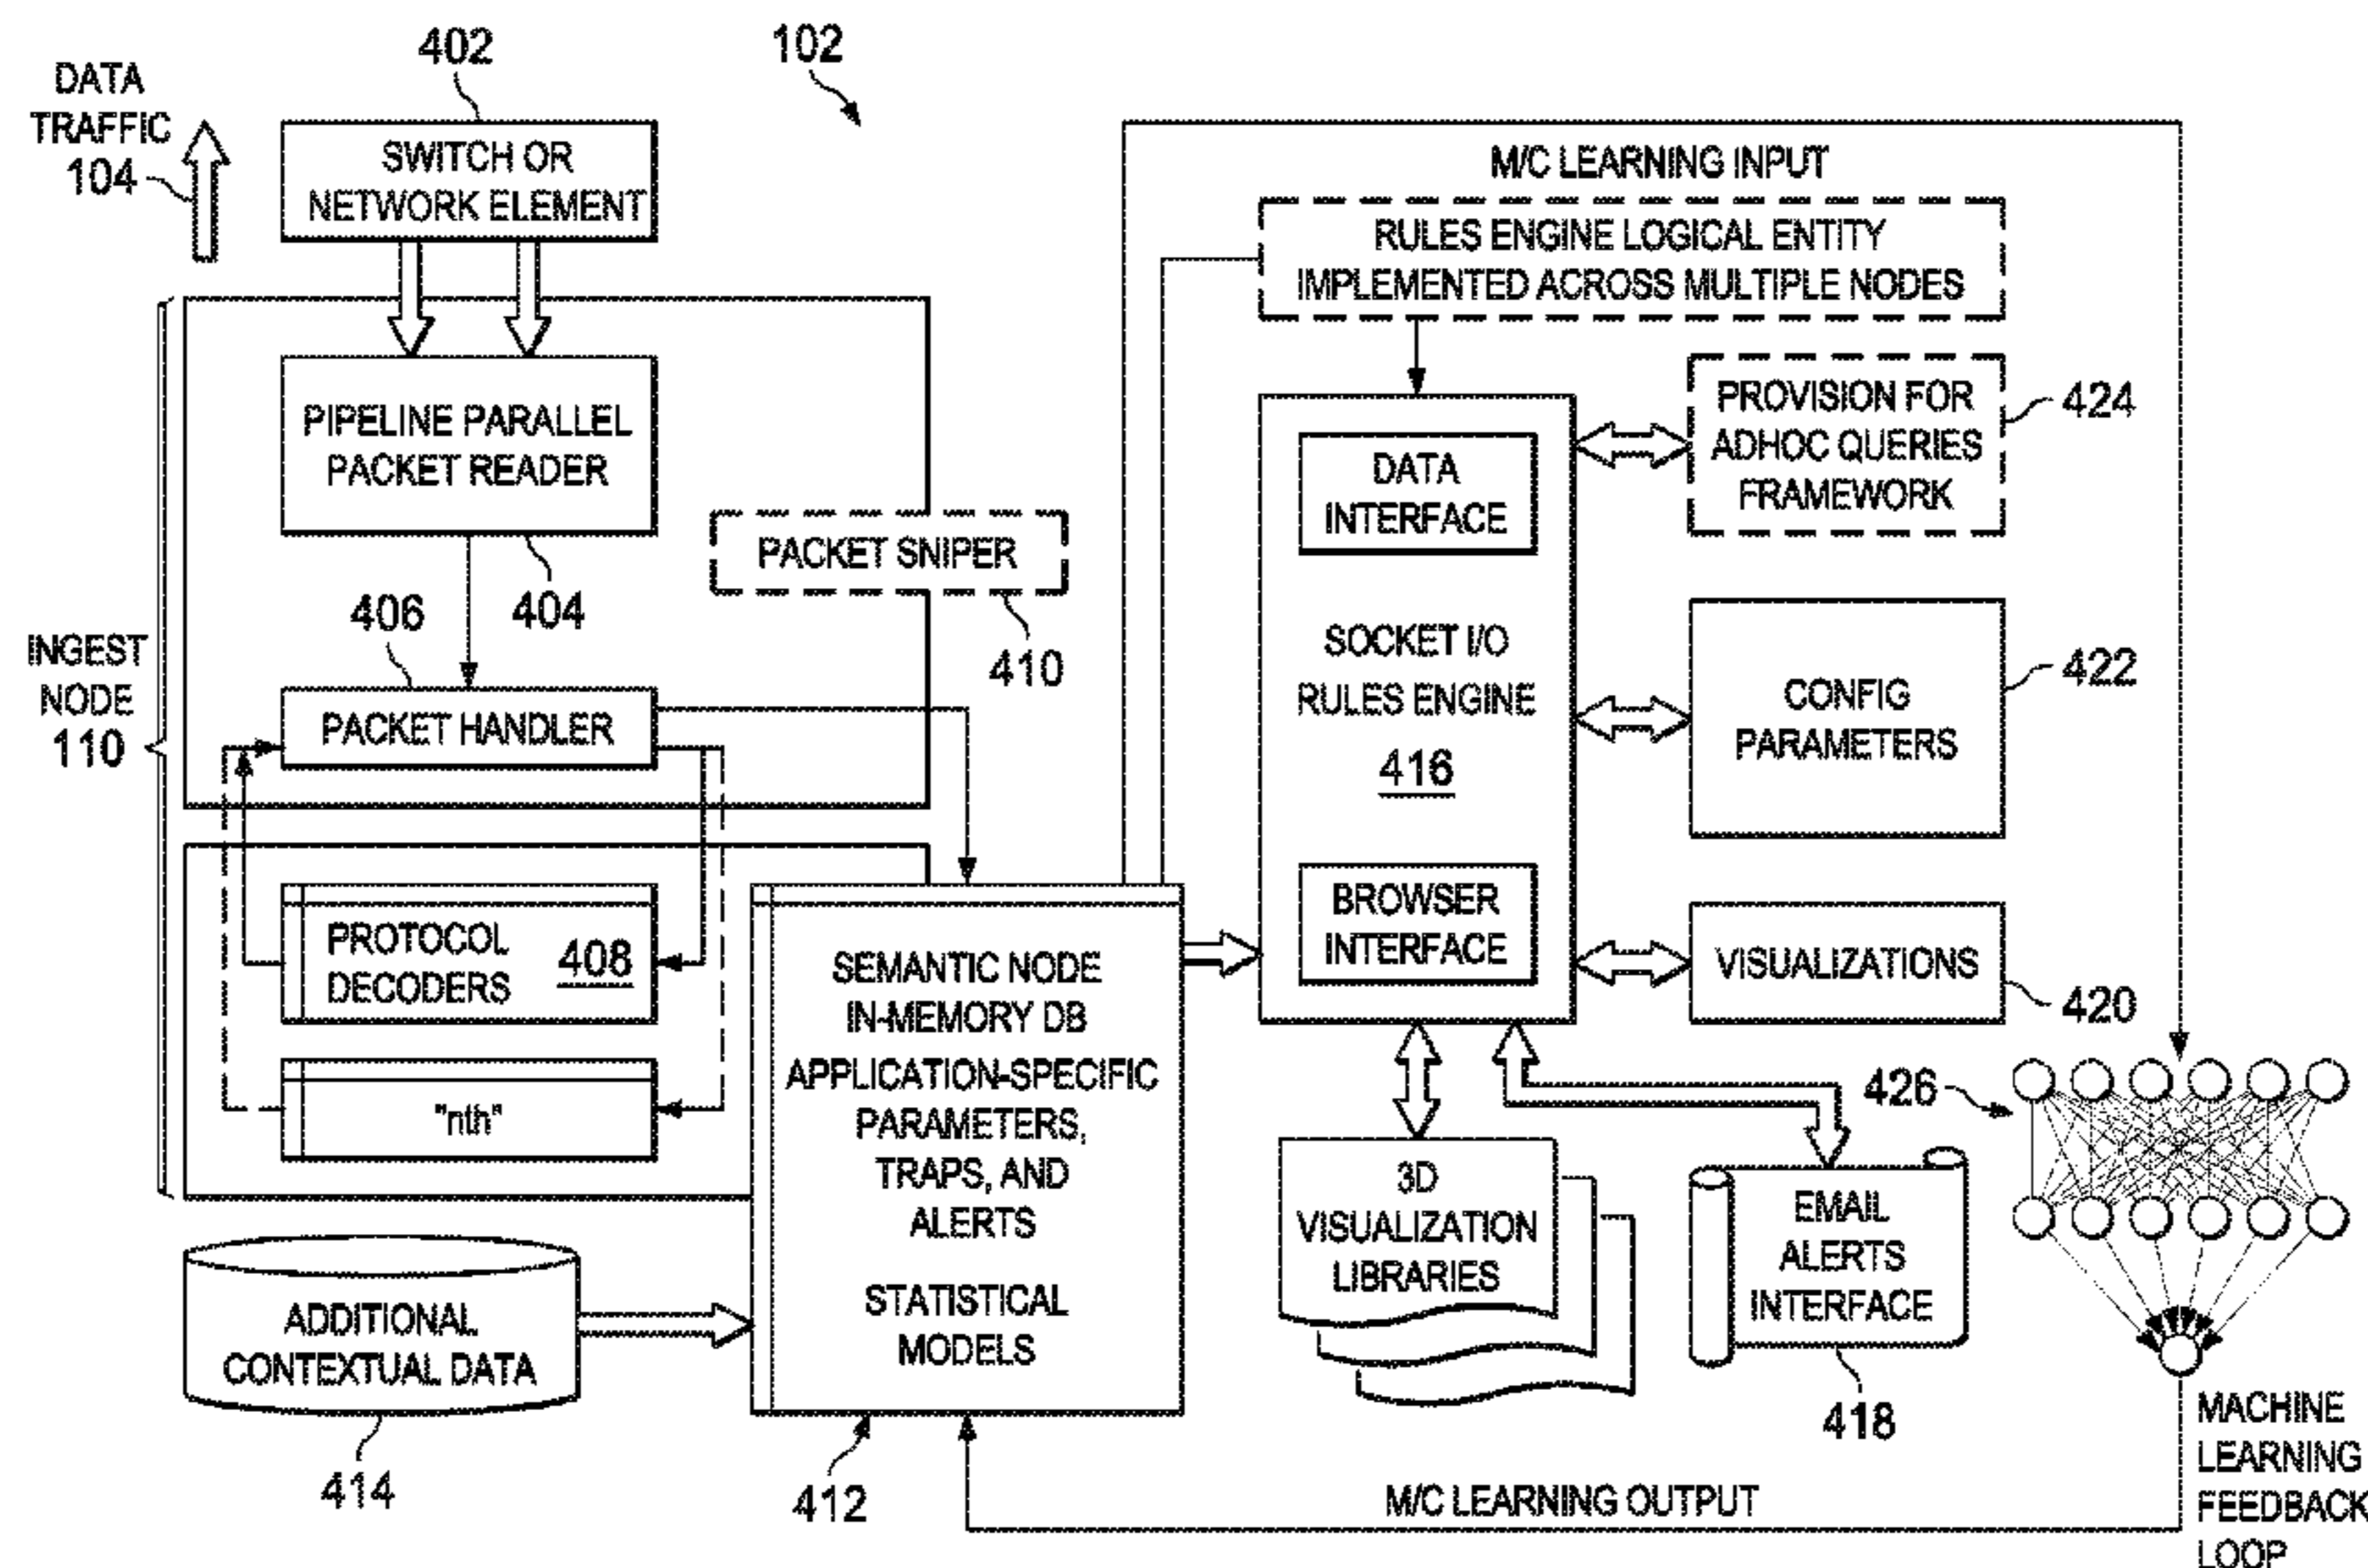 DATA
TRAFFIC
104
402
102
SWITCH OR
NETWORK ELEMENT
M/C LEARNING INPUT
RULES ENGINE LOGICAL ENTITY
IMPLEMENTED ACROSS MULTIPLE NODES
PIPELINE PARALLEL
PACKET READER
404
PACKET SNIPER
410
406
PACKET HANDLER
INGEST
NODE
110
PROTOCOL
DECODERS
408
"nth"
ADDITIONAL
CONTEXTUAL DATA
414
SEMANTIC NODE
IN-MEMORY DB
APPLICATION-SPECIFIC
PARAMETERS,
TRAPS, AND
ALERTS
STATISTICAL
MODELS
412
DATA
INTERFACE
SOCKET I/O
RULES ENGINE
416
BROWSER
INTERFACE
PROVISION FOR
ADHOC QUERIES
FRAMEWORK
424
CONFIG
PARAMETERS
422
VISUALIZATIONS
420
426
3D
VISUALIZATION
LIBRARIES
EMAIL
ALERTS
INTERFACE
418
M/C LEARNING OUTPUT
MACHINE
LEARNING
FEEDBACK
LOOP